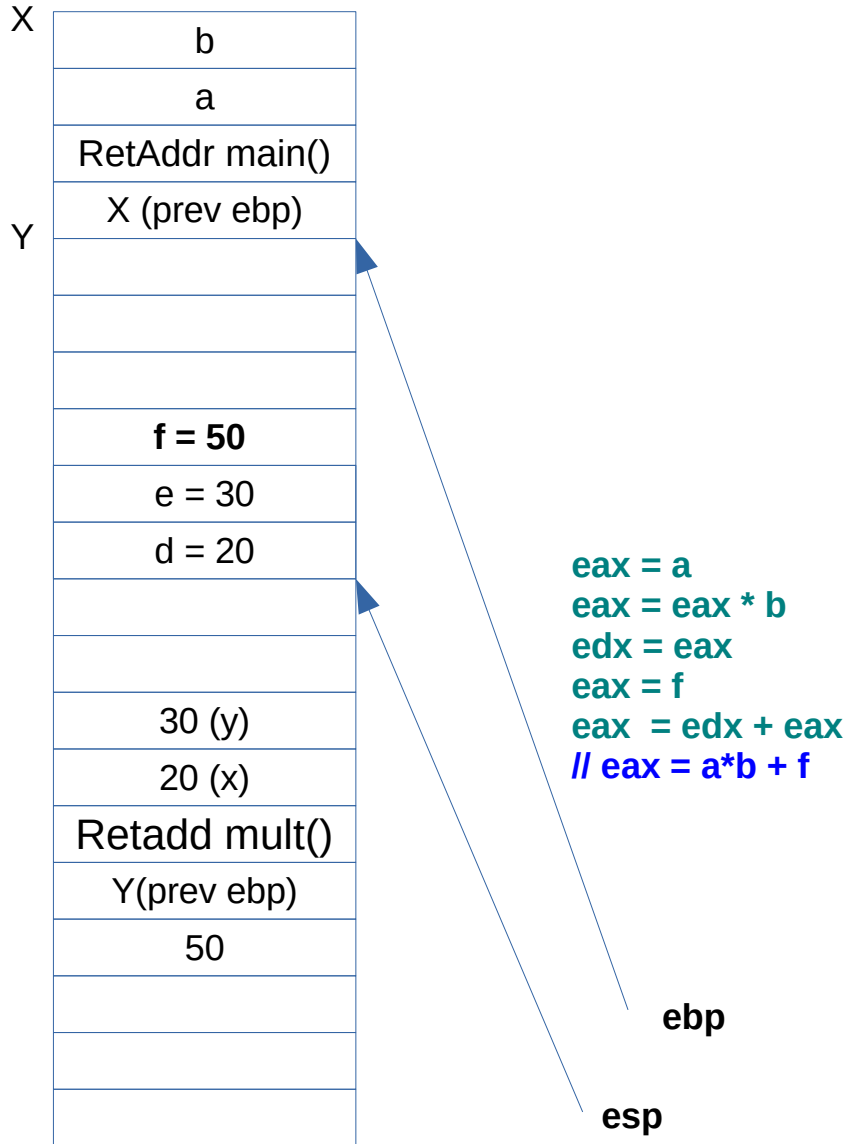 X
b
a
RetAddr main()
X (prev ebp)
Y
f = 50
e = 30
d = 20
eax = a
eax = eax * b
edx = eax
eax = f
eax  = edx + eax
// eax = a*b + f
30 (y)
20 (x)
Retadd mult()
Y(prev ebp)
50
ebp
esp